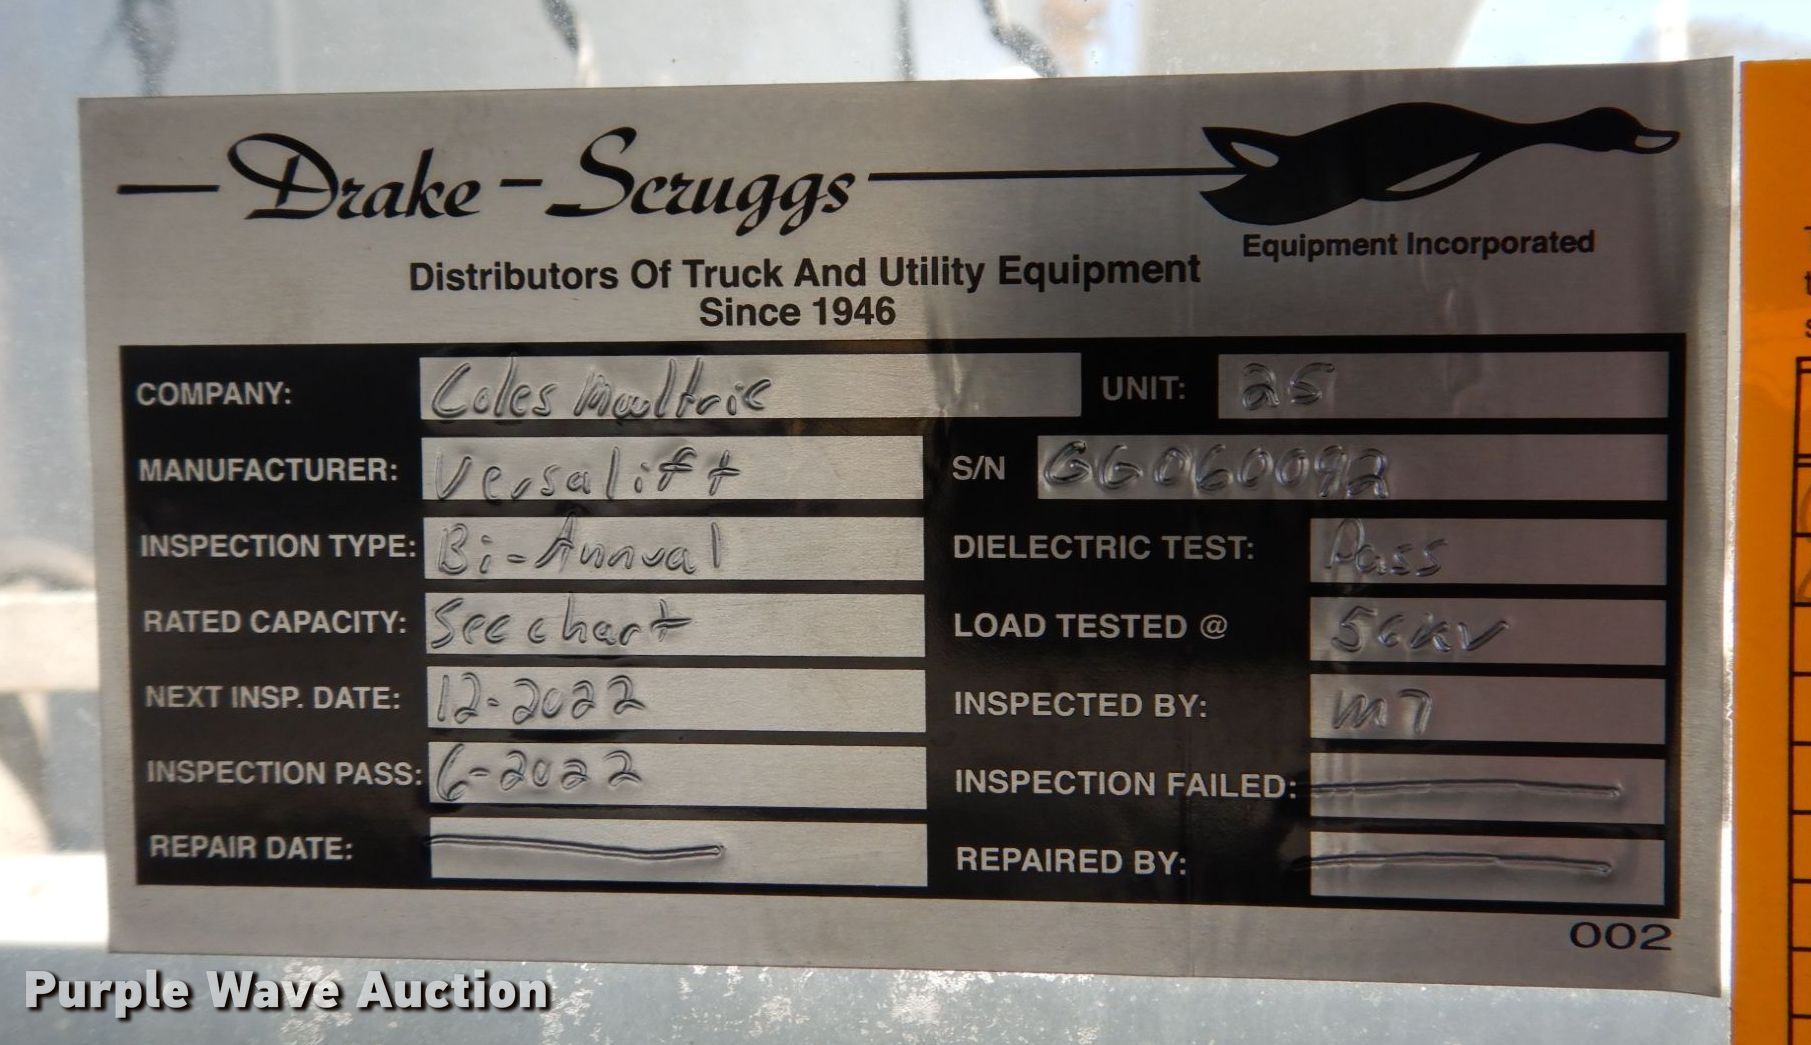 Drake-Scruggs
Equipment Incorporated
Distributors Of Truck And Utility Equipment
Since 1946
COMPANY: Coles Moultric UNIT: 25
MANUFACTURER: Versalift S/N GG060092
INSPECTION TYPE: Bi-Annual DIELECTRIC TEST: Pass
RATED CAPACITY: See chart LOAD TESTED @
NEXT INSP. DATE: 12-2022 INSPECTED BY: MT
INSPECTION PASS: 6-2022 INSPECTION FAILED:
REPAIR DATE: REPAIRED BY:
002
Purple Wave Auction